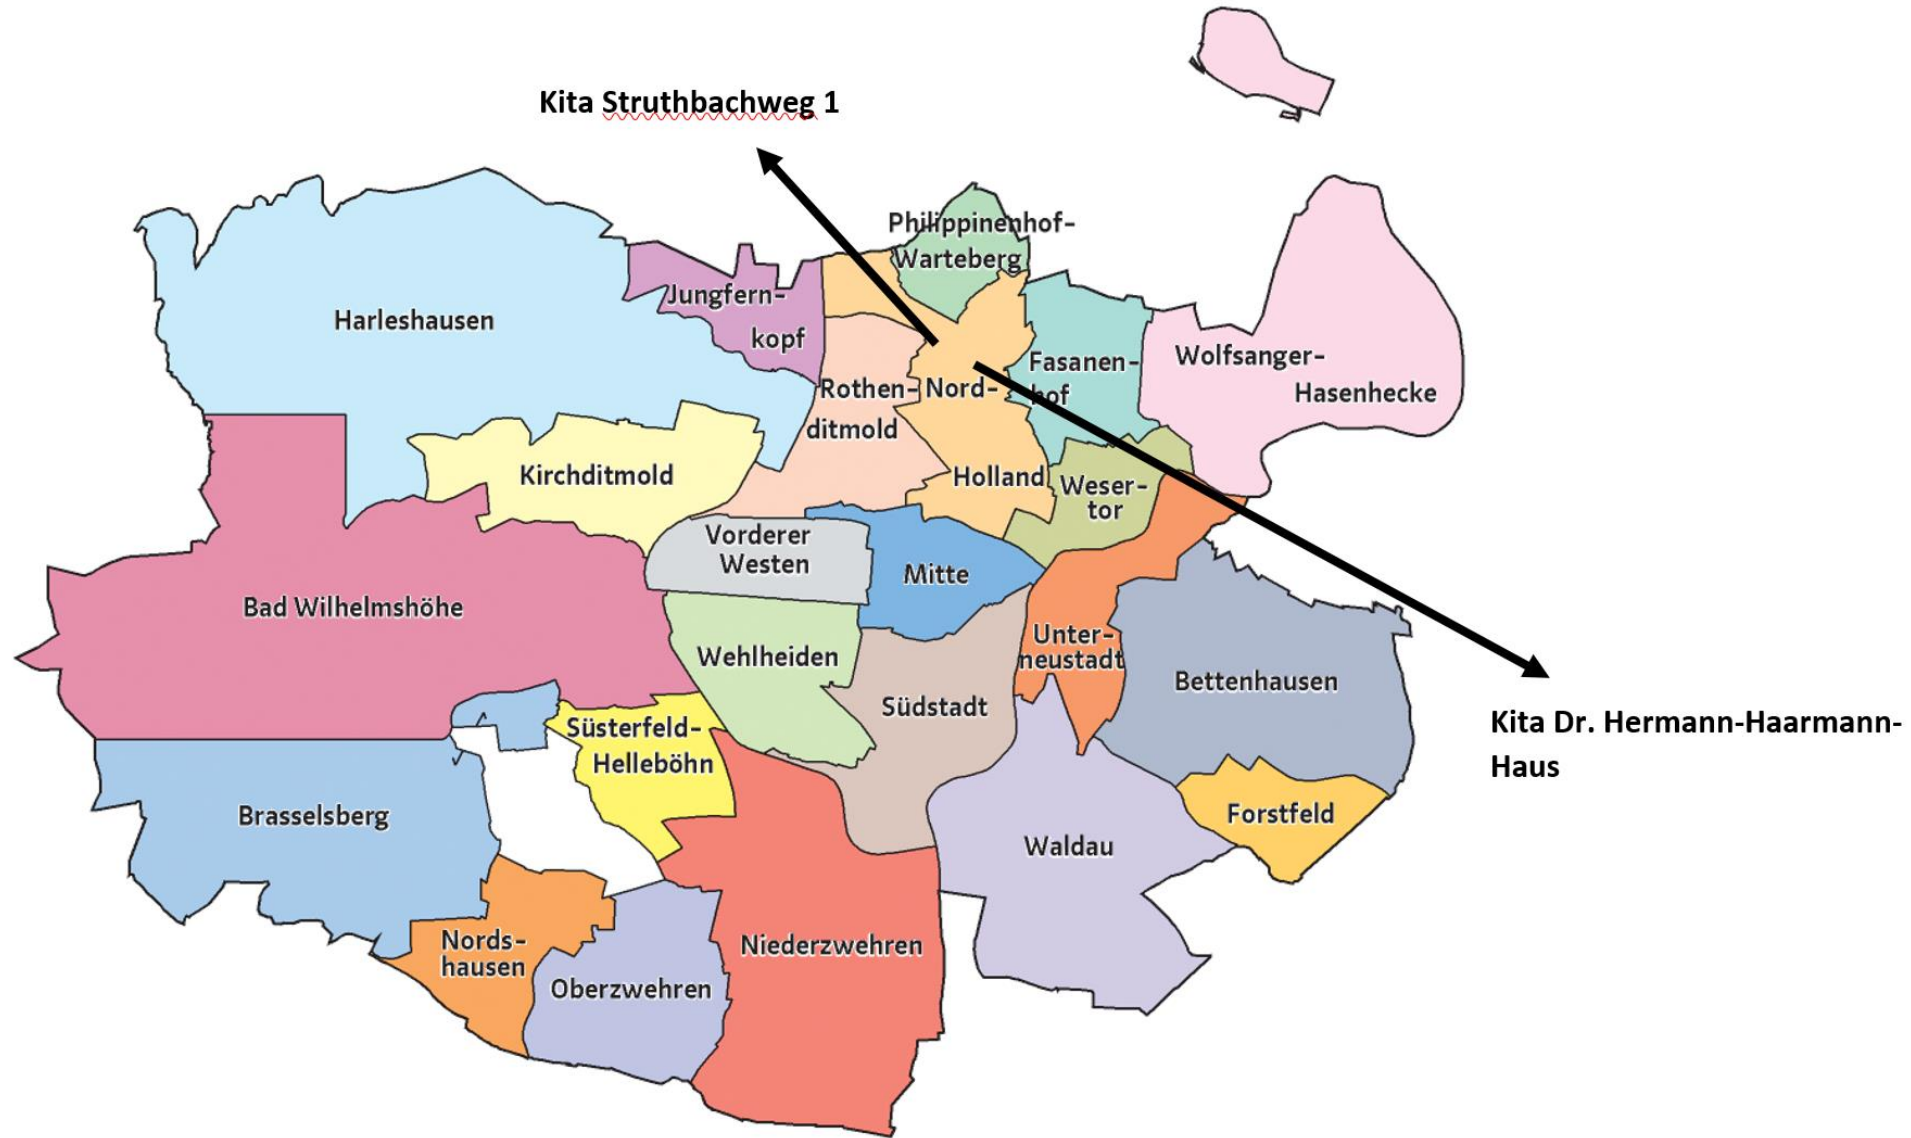 Kita Struthbachweg 1
Philippinenhof-
Warteberg
Jungfern-
kopf
Harleshausen
Fasanen-
hof
Wolfsanger-
Hasenhecke
Rothen-
ditmold
Nord-
Holland
Kirchditmold
Weser-
tor
Vorderer
Westen
Mitte
Bad Wilhelmshöhe
Unter-
neustadt
Wehlheiden
Bettenhausen
Südstadt
Kita Dr. Hermann-Haarmann-
Haus
Süsterfeld-
Helleböhn
Brasselsberg
Forstfeld
Waldau
Nords-
hausen
Niederzwehren
Oberzwehren